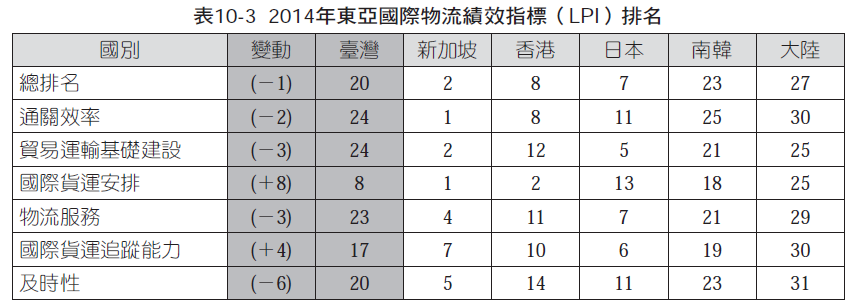 表10-3 2014年東亞國際物流績效指標（LPI）排名
國別 變動 臺灣 新加坡 香港 日本 南韓 大陸
總排名 (－1) 20 2 8 7 23 27
通關效率 (－2) 24 1 8 11 25 30
貿易運輸基礎建設 (－3) 24 2 12 5 21 25
國際貨運安排 (＋8) 8 1 2 13 18 25
物流服務 (－3) 23 4 11 7 21 29
國際貨運追蹤能力 (＋4) 17 7 10 6 19 30
及時性 (－6) 20 5 14 11 23 31